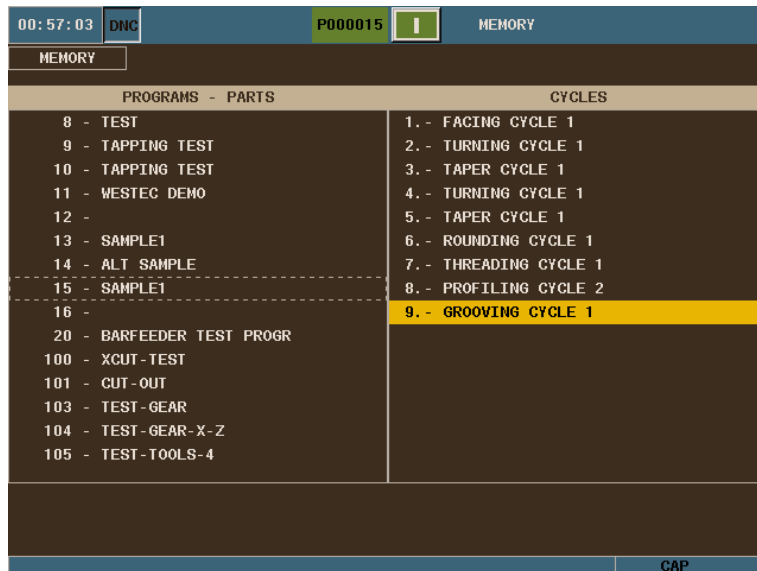 00:57:03 DNC P000015 I MEMORY
MEMORY
PROGRAMS - PARTS
8 - TEST
9 - TAPPING TEST
10 - TAPPING TEST
11 - WESTEC DEMO
12 -
13 - SAMPLE1
14 - ALT SAMPLE
15 - SAMPLE1
16 -
20 - BARFEEDER TEST PROGR
100 - XCUT-TEST
101 - CUT-OUT
103 - TEST-GEAR
104 - TEST-GEAR-X-Z
105 - TEST-TOOLS-4
CYCLES
1.- FACING CYCLE 1
2.- TURNING CYCLE 1
3.- TAPER CYCLE 1
4.- TURNING CYCLE 1
5.- TAPER CYCLE 1
6.- ROUNDING CYCLE 1
7.- THREADING CYCLE 1
8.- PROFILING CYCLE 2
9.- GROOVING CYCLE 1
CAP